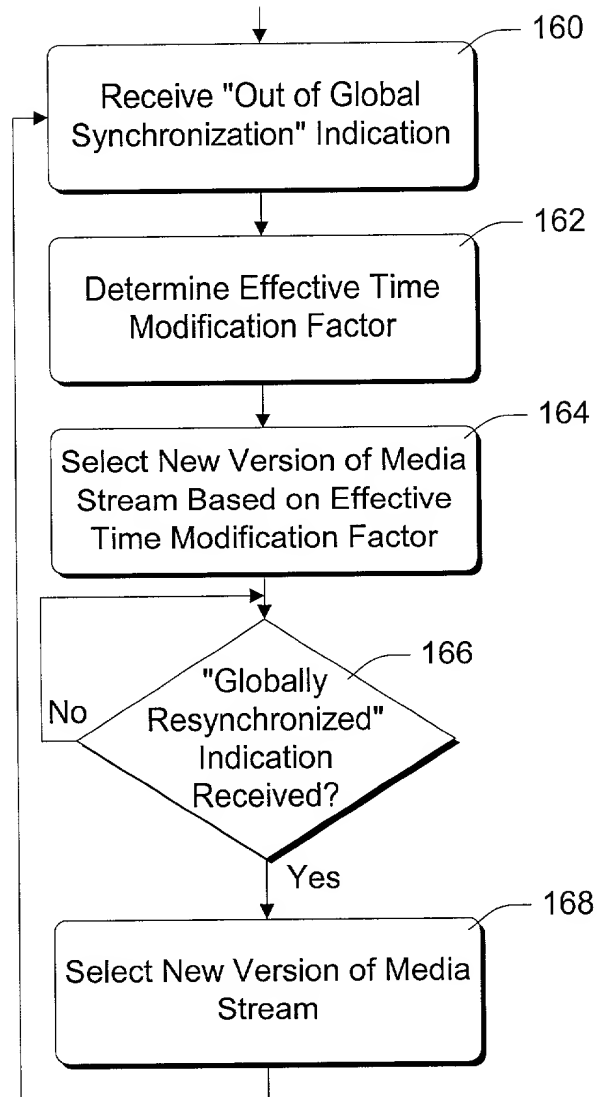 160
Receive "Out of Global
Synchronization" Indication
162
Determine Effective Time
Modification Factor
164
Select New Version of Media
Stream Based on Effective
Time Modification Factor
166
"Globally
Resynchronized"
Indication
Received?
No
Yes
168
Select New Version of Media
Stream